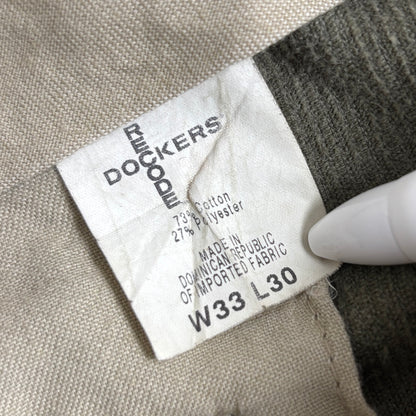 RECODE
DOCKERS
73% Cotton
27% Polyester
MADE IN
DOMINICAN REPUBLIC
OF IMPORTED FABRIC
W33 L30